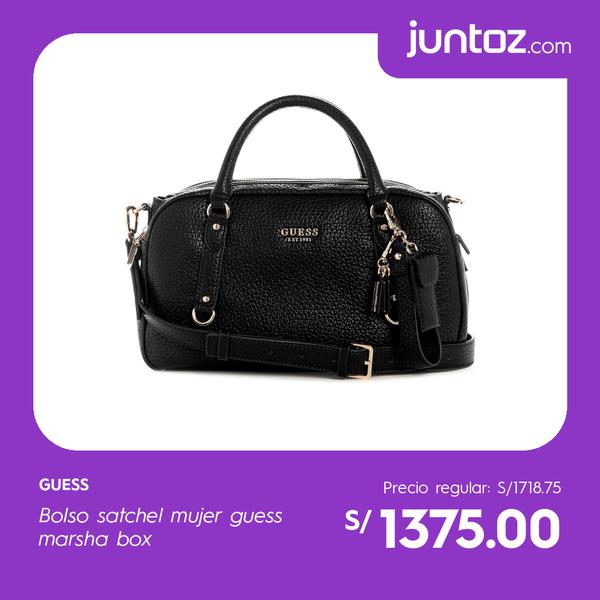 juntoz.com
GUESS
EST. 1981
GUESS
Bolso satchel mujer guess
marsha box
Precio regular: S/1718.75
S/1375.00